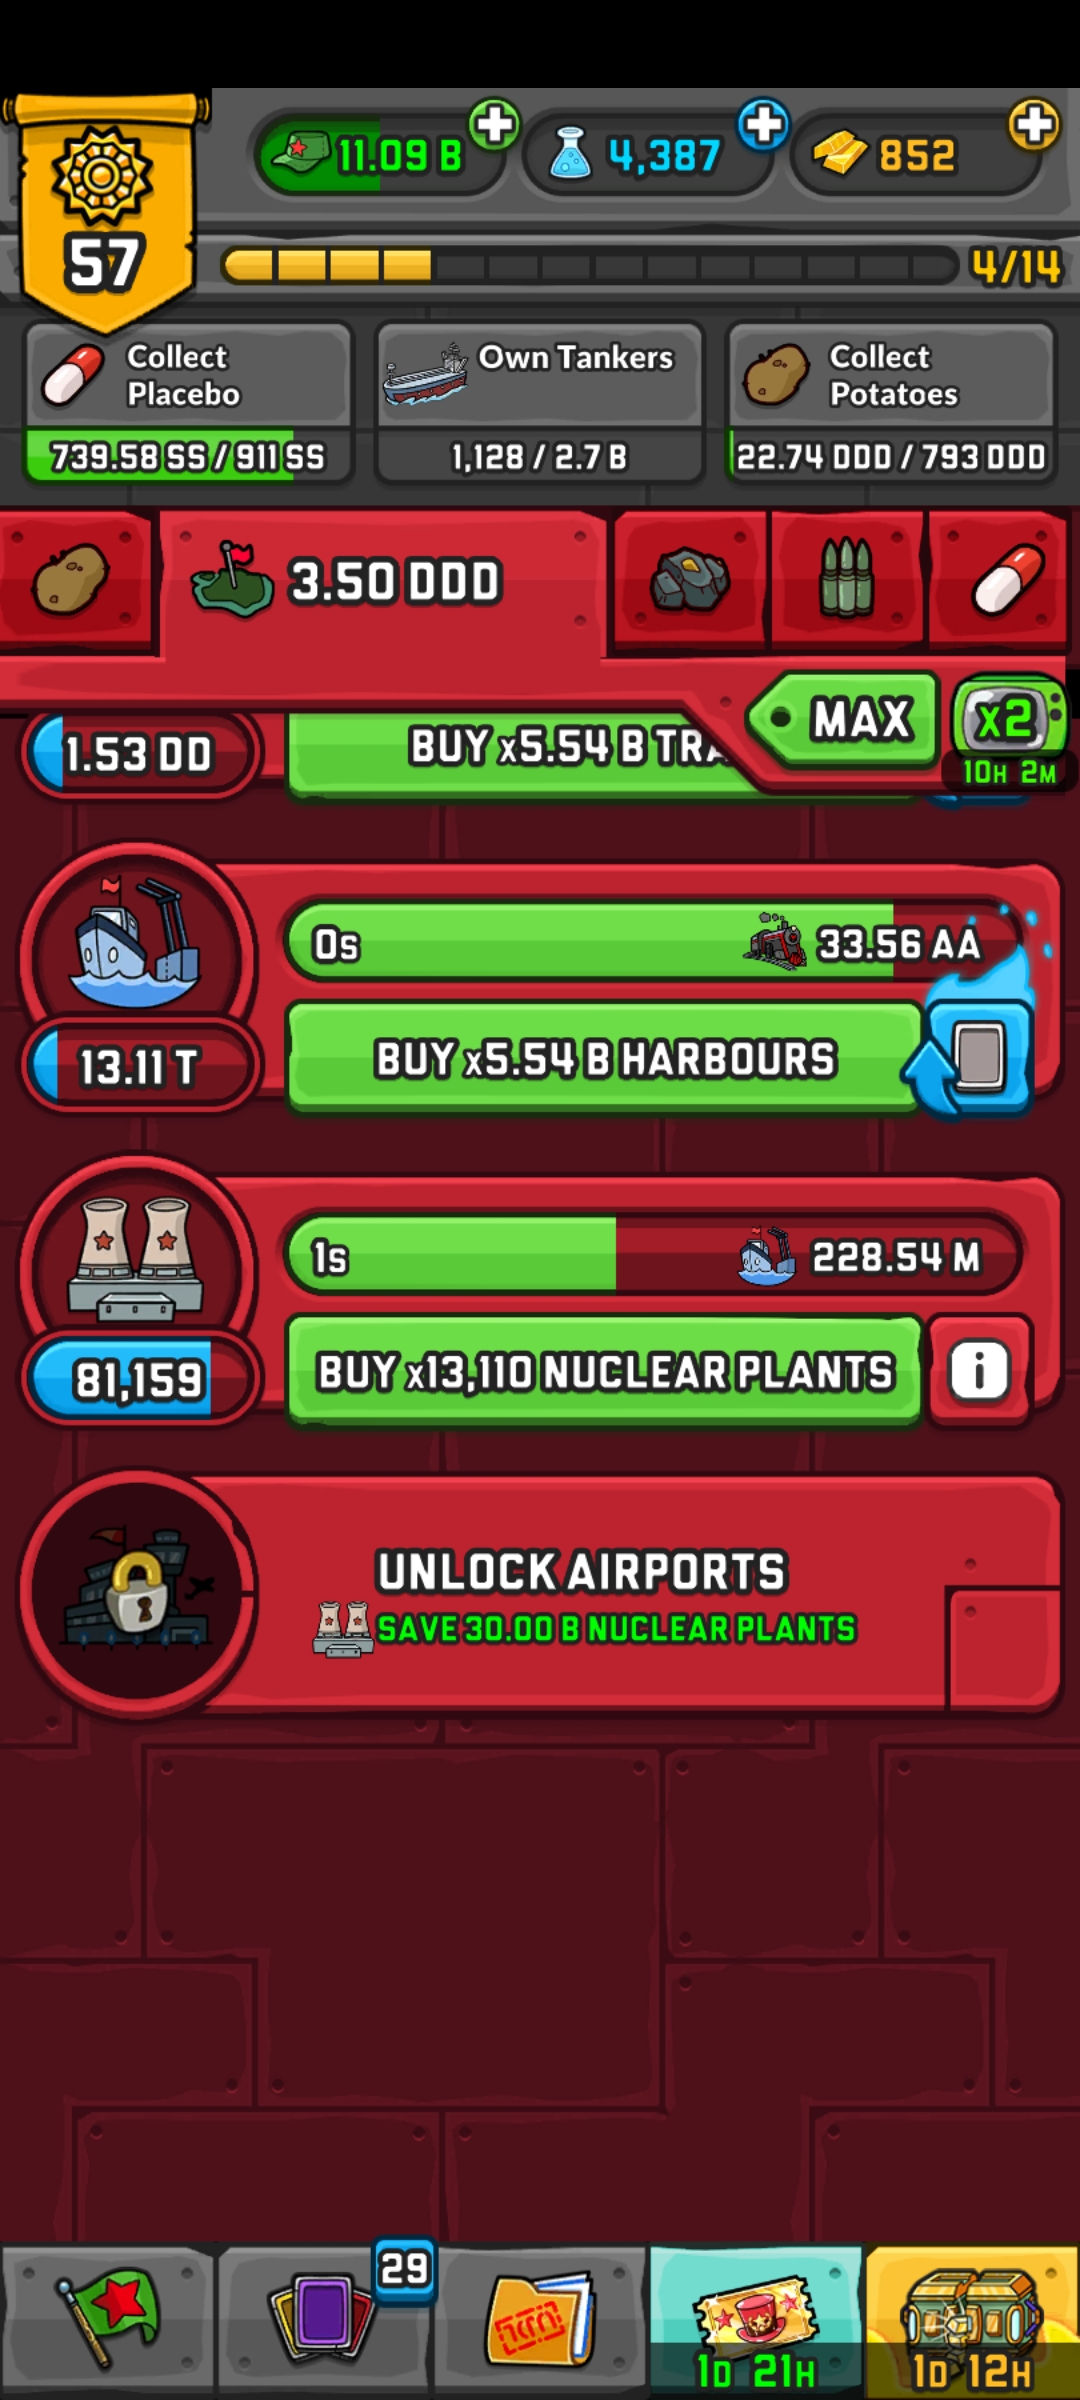 11.09 B
4,387
852
57
4/14
Collect
Placebo
739.58 SS / 911 SS
Own Tankers
1,128 / 2.7 B
Collect
Potatoes
22.74 DDD / 793 DDD
3.50 DDD
MAX
x2
10H 2M
1.53 DD
BUY x5.54 B
0s
33.56 AA
13.11 T
BUY x5.54 B HARBOURS
1s
228.54 M
81,159
BUY x13,110 NUCLEAR PLANTS
i
UNLOCK AIRPORTS
SAVE 30.00 B NUCLEAR PLANTS
29
1D 21H
1D 12H